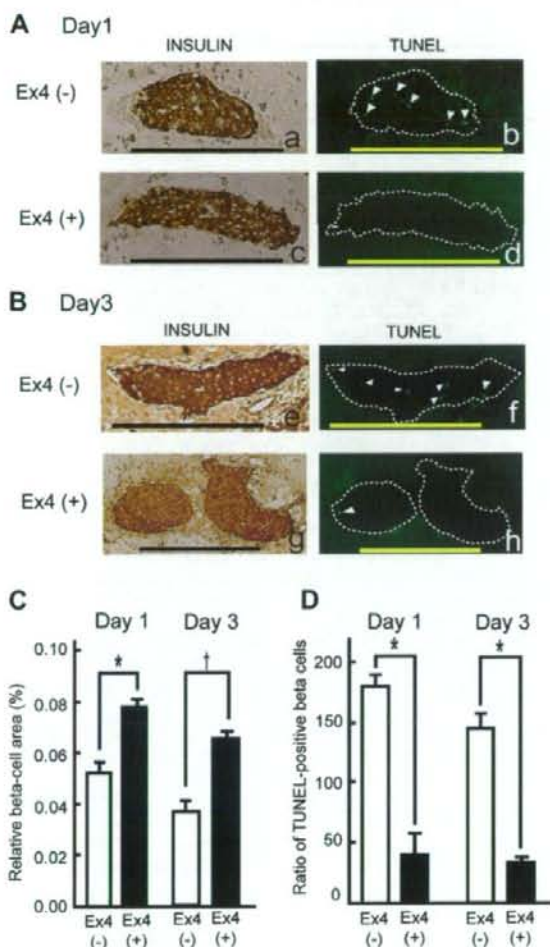 A Day1
INSULIN TUNEL
Ex4 (-)
a b
Ex4 (+)
c d
B Day3
INSULIN TUNEL
Ex4 (-)
e f
Ex4 (+)
g h
C D
Day 1 Day 3 Day 1 Day 3
Relative beta-cell area (%)
0.10
0.08
0.06
0.04
0.02
0.00
* †
Ex4 Ex4 Ex4 Ex4
(-) (+) (-) (+)
Ratio of TUNEL-positive beta cells
200
150
100
50
0
* *
Ex4 Ex4 Ex4 Ex4
(-) (+) (-) (+)